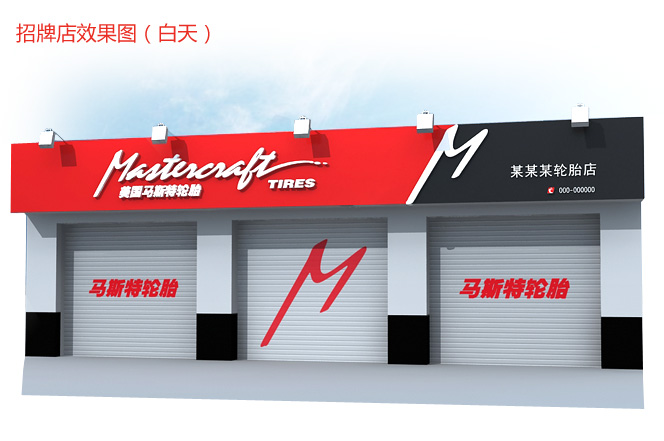 招牌店效果图（白天）
Mastercraft
TIRES
美国马斯特轮胎
M
某某某轮胎店
000-000000
马斯特轮胎
M
马斯特轮胎